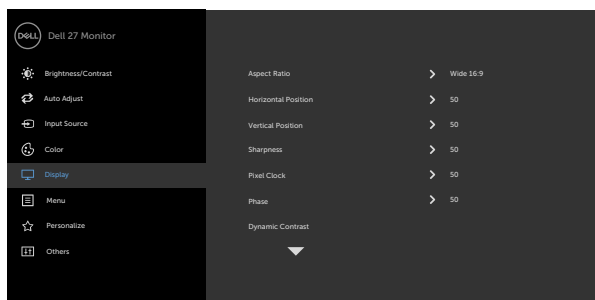 DELL
Dell 27 Monitor
Brightness/Contrast
Auto Adjust
Input Source
Color
Display
Menu
Personalize
Others
Aspect Ratio Wide 16:9
Horizontal Position 50
Vertical Position 50
Sharpness 50
Pixel Clock 50
Phase 50
Dynamic Contrast